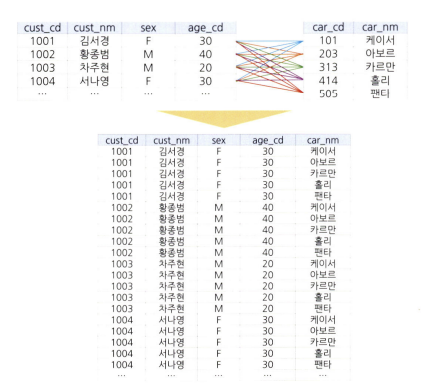 cust_cd cust_nm sex age_cd car_cd car_nm
1001 김서경 F 30 101 케이서
1002 황종범 M 40 203 아보르
1003 차주현 M 20 313 카르만
1004 서나영 F 30 414 홀리
... ... ... ... 505 팬타
cust_cd cust_nm sex age_cd car_nm
1001 김서경 F 30 케이서
1001 김서경 F 30 아보르
1001 김서경 F 30 카르만
1001 김서경 F 30 홀리
1001 김서경 F 30 팬타
1002 황종범 M 40 케이서
1002 황종범 M 40 아보르
1002 황종범 M 40 카르만
1002 황종범 M 40 홀리
1002 황종범 M 40 팬타
1003 차주현 M 20 케이서
1003 차주현 M 20 아보르
1003 차주현 M 20 카르만
1003 차주현 M 20 홀리
1003 차주현 M 20 팬타
1004 서나영 F 30 케이서
1004 서나영 F 30 아보르
1004 서나영 F 30 카르만
1004 서나영 F 30 홀리
1004 서나영 F 30 팬타
... ... ... ... ...